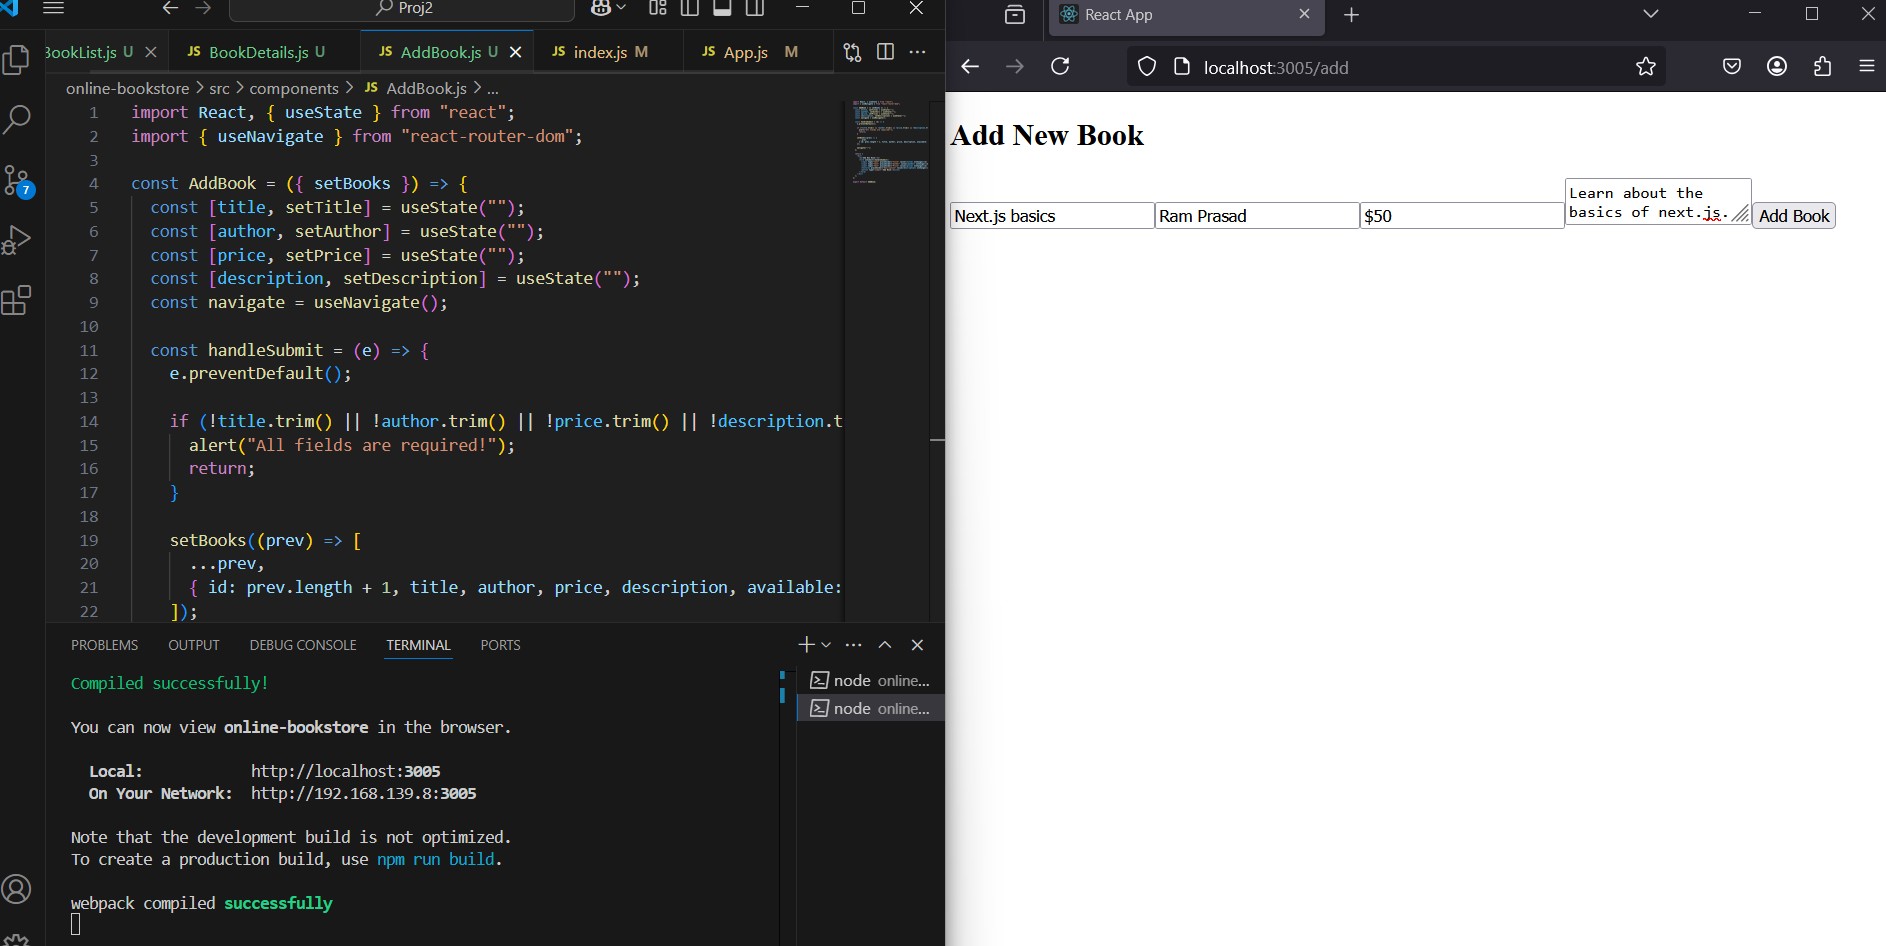 Proj2
BookList.js U
JS BookDetails.js U
JS AddBook.js U
JS index.js M
JS App.js M
online-bookstore > src > components > JS AddBook.js > ...
1 import React, { useState } from "react";
2 import { useNavigate } from "react-router-dom";
3
4 const AddBook = ({ setBooks }) => {
5 const [title, setTitle] = useState("");
6 const [author, setAuthor] = useState("");
7 const [price, setPrice] = useState("");
8 const [description, setDescription] = useState("");
9 const navigate = useNavigate();
10
11 const handleSubmit = (e) => {
12 e.preventDefault();
13
14 if (!title.trim() || !author.trim() || !price.trim() || !description.t
15 alert("All fields are required!");
16 return;
17 }
18
19 setBooks((prev) => [
20 ...prev,
21 { id: prev.length + 1, title, author, price, description, available:
22 ]);
7
PROBLEMS OUTPUT DEBUG CONSOLE TERMINAL PORTS
Compiled successfully!
You can now view online-bookstore in the browser.
Local: http://localhost:3005
On Your Network: http://192.168.139.8:3005
Note that the development build is not optimized.
To create a production build, use npm run build.
webpack compiled successfully
node online...
node online...
React App
localhost:3005/add
Add New Book
Next.js basics
Ram Prasad
$50
Learn about the
basics of next.js.
Add Book